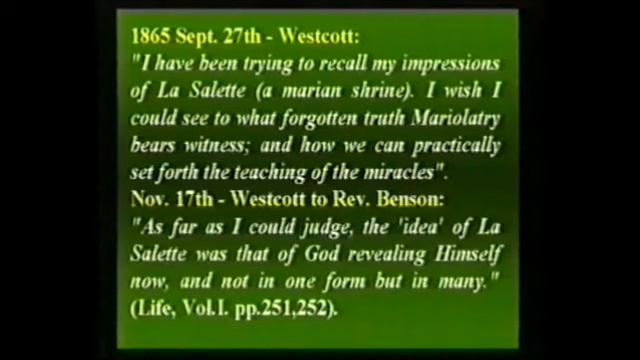 1865 Sept. 27th - Westcott:
"I have been trying to recall my impressions
of La Salette (a marian shrine). I wish I
could see to what forgotten truth Mariolatry
bears witness; and how we can practically
set forth the teaching of the miracles".
Nov. 17th - Westcott to Rev. Benson:
"As far as I could judge, the 'idea' of La
Salette was that of God revealing Himself
now, and not in one form but in many."
(Life, Vol.I. pp.251,252).